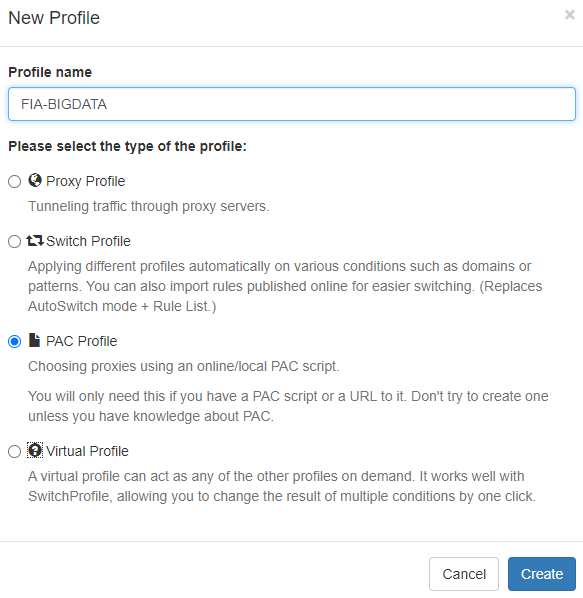 New Profile
×
Profile name
FIA-BIGDATA
Please select the type of the profile:
Proxy Profile
Tunneling traffic through proxy servers.
Switch Profile
Applying different profiles automatically on various conditions such as domains or
patterns. You can also import rules published online for easier switching. (Replaces
AutoSwitch mode + Rule List.)
PAC Profile
Choosing proxies using an online/local PAC script.
You will only need this if you have a PAC script or a URL to it. Don't try to create one
unless you have knowledge about PAC.
Virtual Profile
A virtual profile can act as any of the other profiles on demand. It works well with
SwitchProfile, allowing you to change the result of multiple conditions by one click.
Cancel
Create